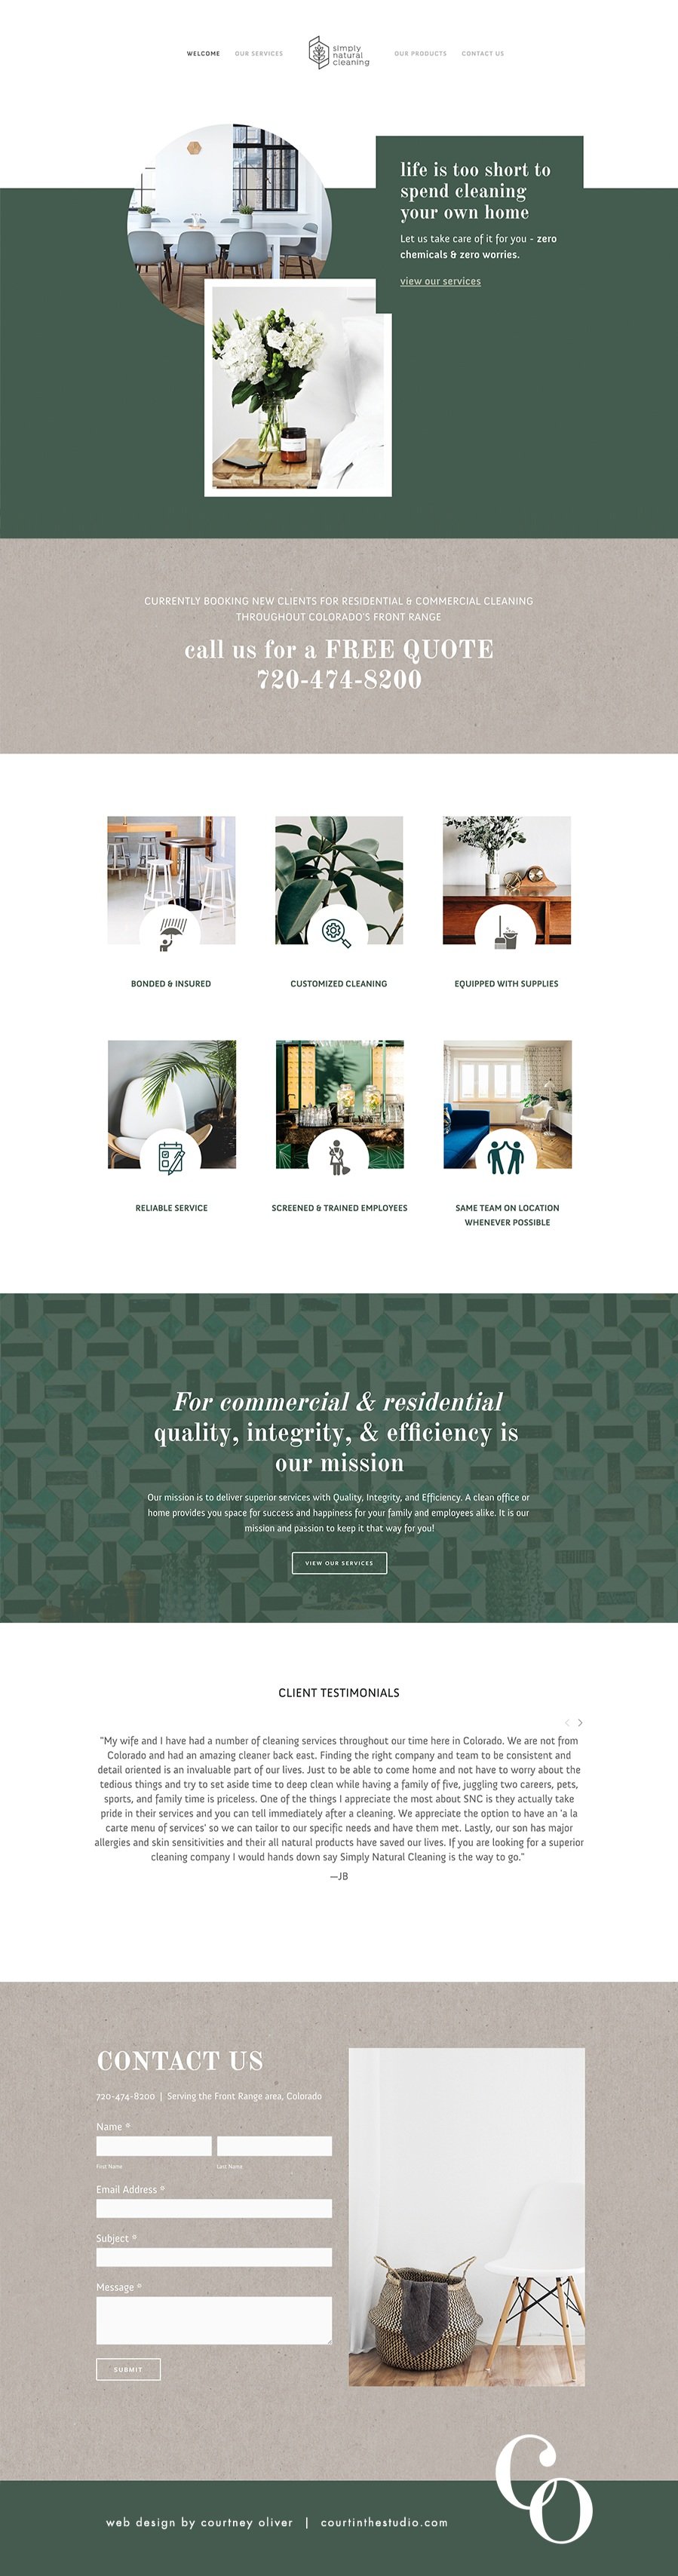 WELCOME
OUR SERVICES
simply
natural
cleaning
OUR PRODUCTS
CONTACT US
life is too short to
spend cleaning
your own home
Let us take care of it for you - zero
chemicals & zero worries.
view our services
CURRENTLY BOOKING NEW CLIENTS FOR RESIDENTIAL & COMMERCIAL CLEANING
THROUGHOUT COLORADO'S FRONT RANGE
call us for a FREE QUOTE
720-474-8200
BONDED & INSURED
CUSTOMIZED CLEANING
EQUIPPED WITH SUPPLIES
RELIABLE SERVICE
SCREENED & TRAINED EMPLOYEES
SAME TEAM ON LOCATION
WHENEVER POSSIBLE
For commercial & residential
quality, integrity, & efficiency is
our mission
Our mission is to deliver superior services with Quality, Integrity, and Efficiency. A clean office or
home provides you space for success and happiness for your family and employees alike. It is our
mission and passion to keep it that way for you!
VIEW OUR SERVICES
CLIENT TESTIMONIALS
"My wife and I have had a number of cleaning services throughout our time here in Colorado. We are not from
Colorado and had an amazing cleaner back east. Finding the right company and team to be consistent and
detail oriented is an invaluable part of our lives. Just to be able to come home and not have to worry about the
tedious things and try to set aside time to deep clean while having a family of five, juggling two careers, pets,
sports, and family time is priceless. One of the things I appreciate the most about SNC is they actually take
pride in their services and you can tell immediately after a cleaning. We appreciate the option to have an 'a la
carte menu of services' so we can tailor to our specific needs and have them met. Lastly, our son has major
allergies and skin sensitivities and their all natural products have saved our lives. If you are looking for a superior
cleaning company I would hands down say Simply Natural Cleaning is the way to go."
—JB
CONTACT US
720-474-8200 | Serving the Front Range area, Colorado
Name *
First Name
Last Name
Email Address *
Subject *
Message *
SUBMIT
CO
web design by courtney oliver | courtinthestudio.com